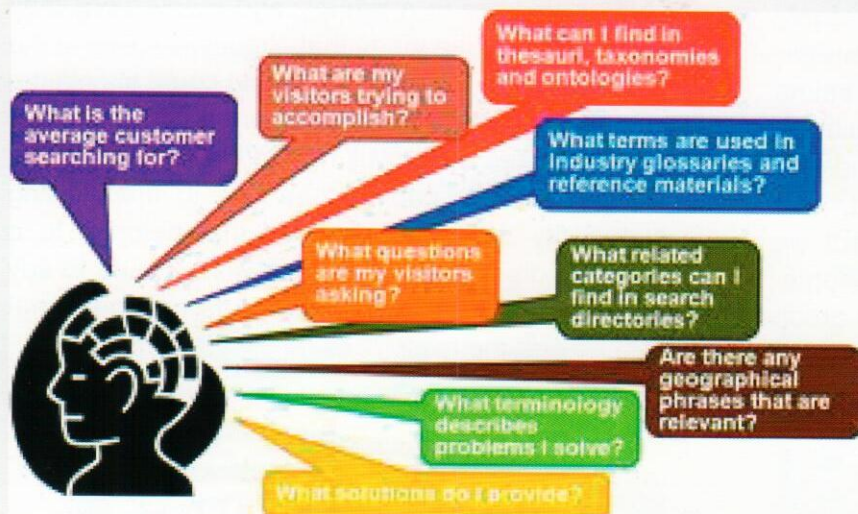 What is the
average customer
searching for?
What are my
visitors trying to
accomplish?
What can I find in
thesauri, taxonomies
and ontologies?
What terms are used in
industry glossaries and
reference materials?
What questions
are my visitors
asking?
What related
categories can I
find in search
directories?
Are there any
geographical
phrases that are
relevant?
What terminology
describes
problems I solve?
What solutions do I provide?